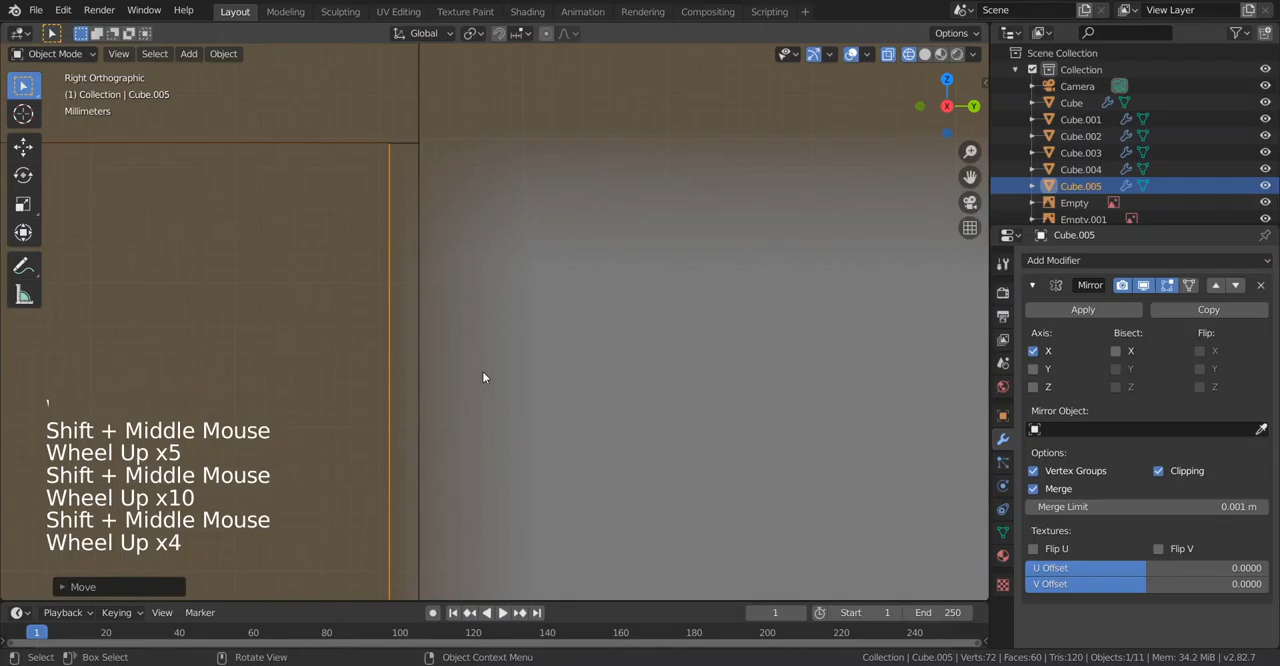 File Edit Render Window Help Layout Modeling Sculpting UV Editing Texture Paint Shading Animation Rendering Compositing Scripting + Scene View Layer
Global Options
Object Mode View Select Add Object
Right Orthographic
(1) Collection | Cube.005
Millimeters
Z
X
Y
Shift + Middle Mouse
Wheel Up x5
Shift + Middle Mouse
Wheel Up x10
Shift + Middle Mouse
Wheel Up x4
Move
Scene Collection
Collection
Camera
Cube
Cube.001
Cube.002
Cube.003
Cube.004
Cube.005
Empty
Empty.001
Cube.005
Add Modifier
Mirror
Apply Copy
Axis: Bisect: Flip:
X X X
Y Y Y
Z Z Z
Mirror Object:
Options:
Vertex Groups Clipping
Merge
Merge Limit 0.001 m
Textures:
Flip U Flip V
U Offset 0.0000
V Offset 0.0000
Playback Keying View Marker 1 Start 1 End 250
1 20 40 60 80 100 120 140 160 180 200 220 240
Select Box Select Rotate View Object Context Menu Collection | Cube.005 | Verts:72 | Faces:60 | Tris:120 | Objects:1/11 | Mem: 34.2 MiB | v2.82.7